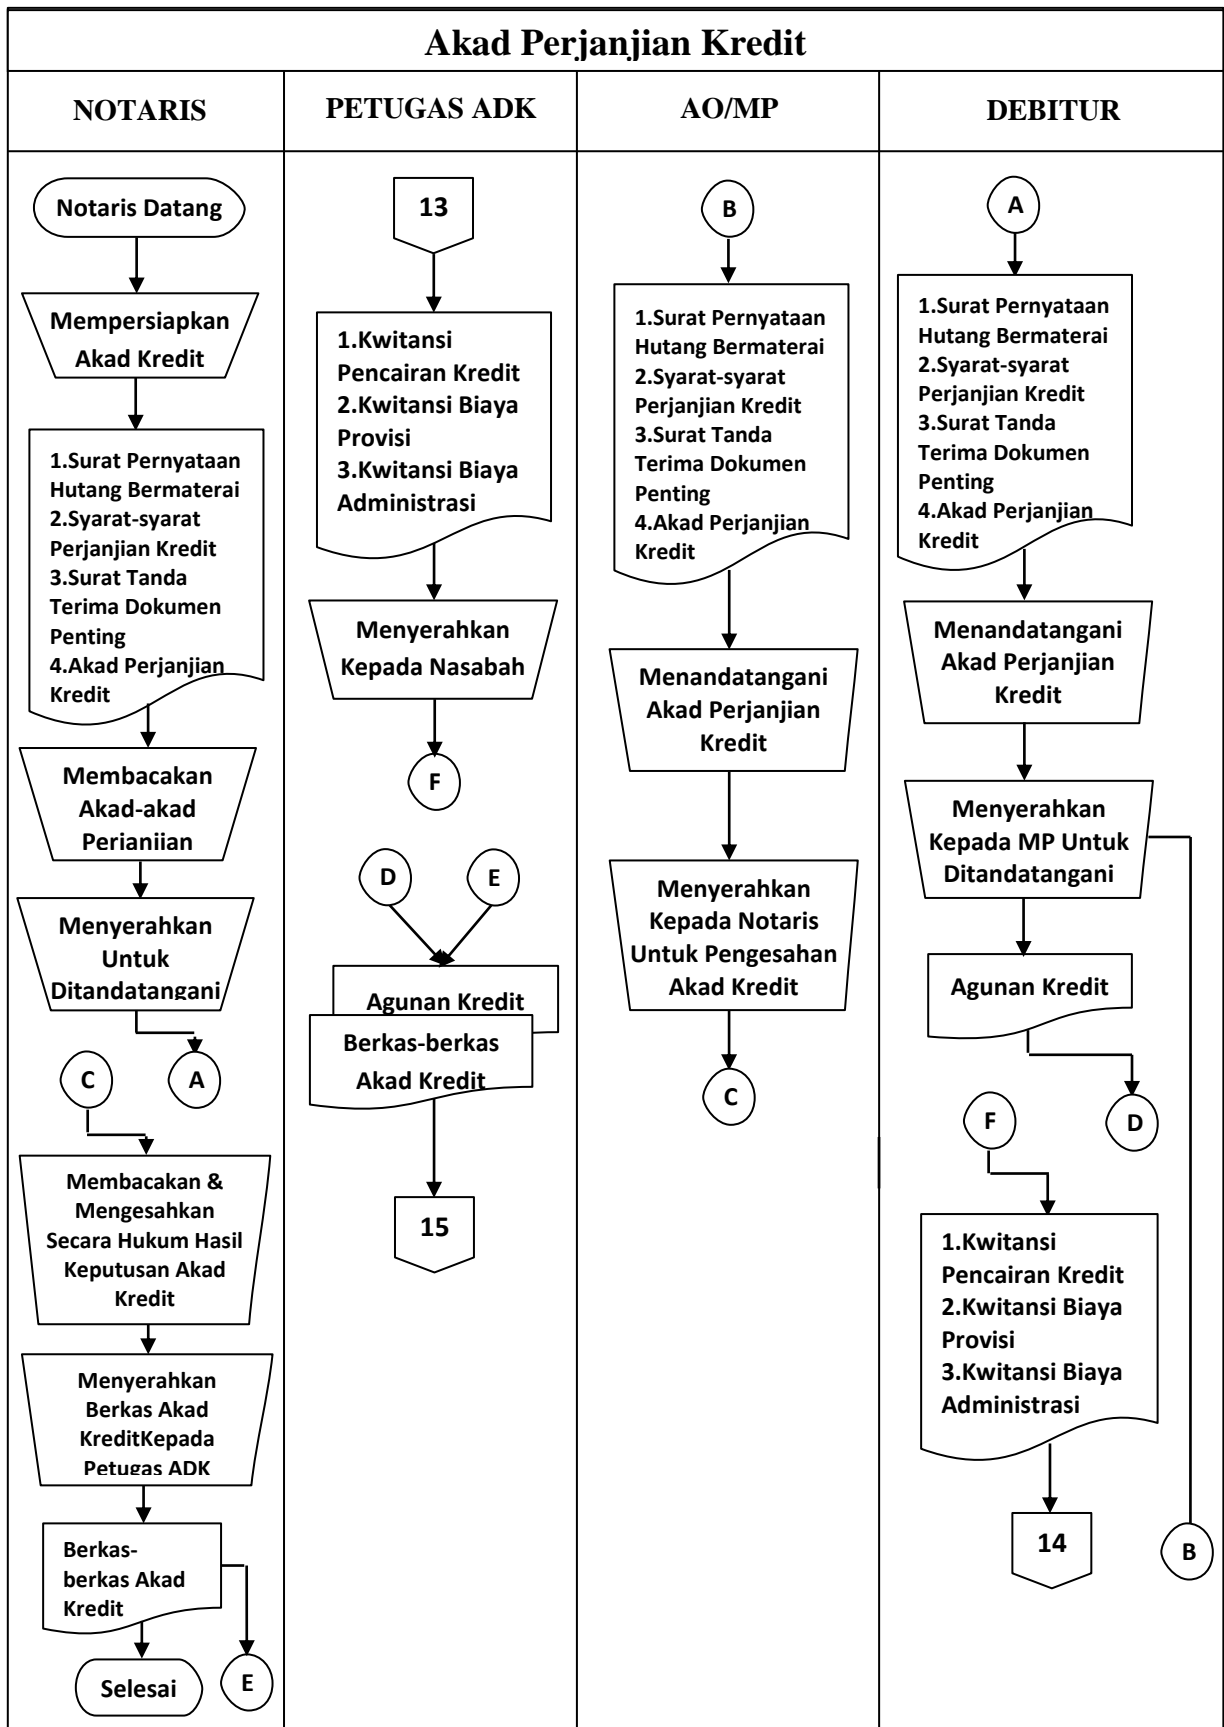 Akad Perjanjian Kredit
NOTARIS
PETUGAS ADK
AO/MP
DEBITUR
Notaris Datang
Mempersiapkan
Akad Kredit
1.Surat Pernyataan
Hutang Bermaterai
2.Syarat-syarat
Perjanjian Kredit
3.Surat Tanda
Terima Dokumen
Penting
4.Akad Perjanjian
Kredit
Membacakan
Akad-akad
Perjanjian
Menyerahkan
Untuk
Ditandatangani
C
A
Membacakan &
Mengesahkan
Secara Hukum Hasil
Keputusan Akad
Kredit
Menyerahkan
Berkas Akad
KreditKepada
Petugas ADK
Berkas-
berkas Akad
Kredit
Selesai
E
13
1.Kwitansi
Pencairan Kredit
2.Kwitansi Biaya
Provisi
3.Kwitansi Biaya
Administrasi
Menyerahkan
Kepada Nasabah
F
D
E
Agunan Kredit
Berkas-berkas
Akad Kredit
15
B
1.Surat Pernyataan
Hutang Bermaterai
2.Syarat-syarat
Perjanjian Kredit
3.Surat Tanda
Terima Dokumen
Penting
4.Akad Perjanjian
Kredit
Menandatangani
Akad Perjanjian
Kredit
Menyerahkan
Kepada Notaris
Untuk Pengesahan
Akad Kredit
C
A
1.Surat Pernyataan
Hutang Bermaterai
2.Syarat-syarat
Perjanjian Kredit
3.Surat Tanda
Terima Dokumen
Penting
4.Akad Perjanjian
Kredit
Menandatangani
Akad Perjanjian
Kredit
Menyerahkan
Kepada MP Untuk
Ditandatangani
Agunan Kredit
F
D
1.Kwitansi
Pencairan Kredit
2.Kwitansi Biaya
Provisi
3.Kwitansi Biaya
Administrasi
14
B